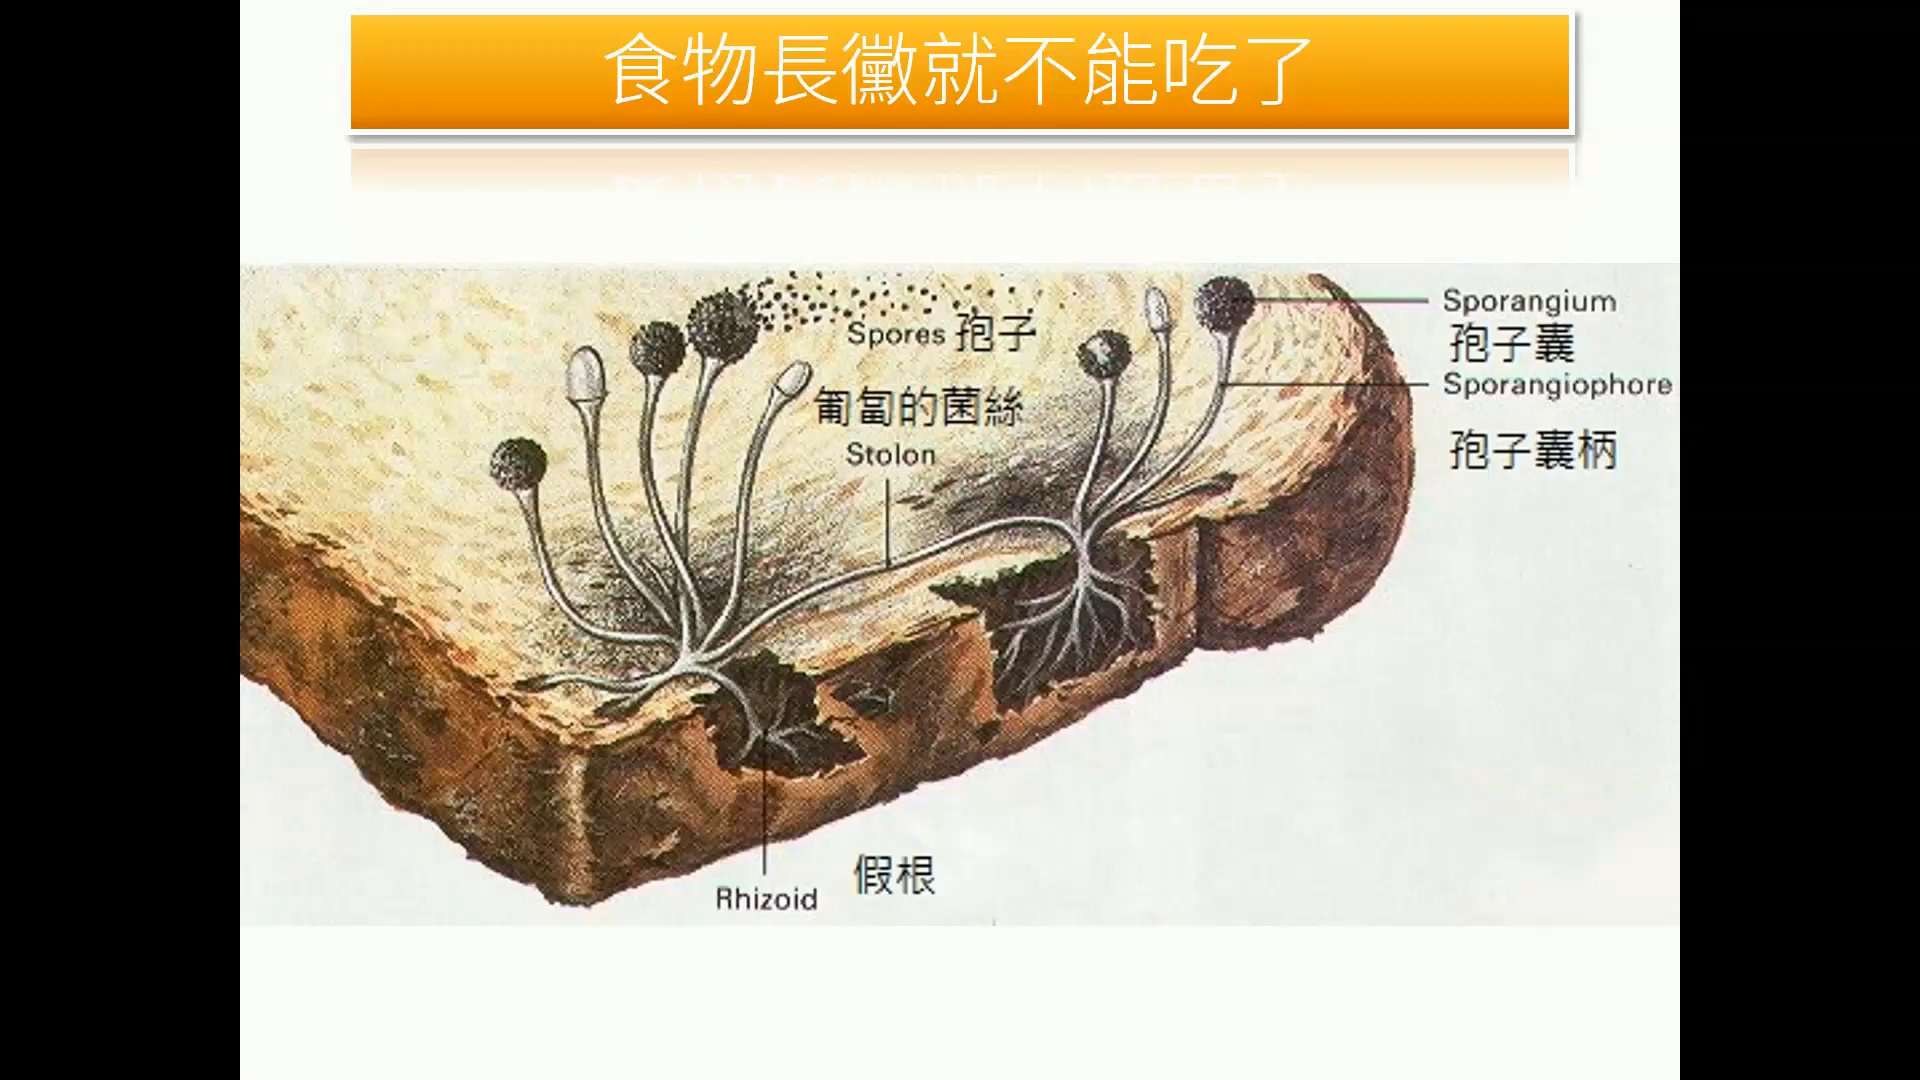 食物長黴就不能吃了
Sporangium
孢子囊
Spores 孢子
Sporangiophore
匍匐的菌絲
孢子囊柄
Stolon
假根
Rhizoid